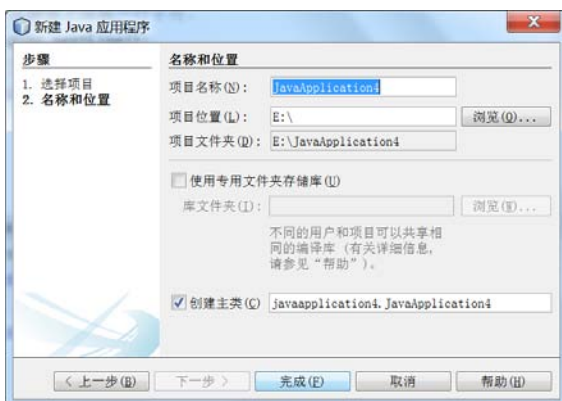 新建 Java 应用程序
步骤
1. 选择项目
2. 名称和位置
名称和位置
项目名称(N): JavaApplication4
项目位置(L): E:\ 浏览(O)...
项目文件夹(D): E:\JavaApplication4
使用专用文件夹存储库(U)
库文件夹(I): 浏览(W)...
不同的用户和项目可以共享相
同的编译库 (有关详细信息,
请参见“帮助”)。
创建主类(C) javaapplication4.JavaApplication4
< 上一步(B) 下一步 > 完成(F) 取消 帮助(H)